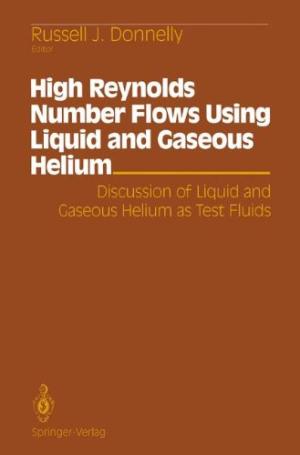 Russell J. Donnelly
Editor
High Reynolds
Number Flows Using
Liquid and Gaseous
Helium
Discussion of Liquid and
Gaseous Helium as Test Fluids
Springer-Verlag